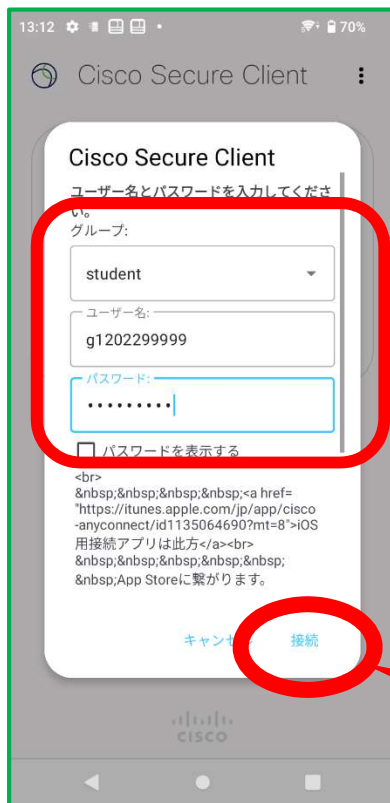 13:12 70%
Cisco Secure Client
Cisco Secure Client
ユーザー名とパスワードを入力してくださ
い。
グループ:
student
ユーザー名:
g1202299999
パスワード:
•••••••••
パスワードを表示する
<br>
&nbsp;&nbsp;&nbsp;&nbsp;<a href=
"https://itunes.apple.com/jp/app/cisco
-anyconnect/id1135064690?mt=8">iOS
用接続アプリは此方</a><br>
&nbsp;&nbsp;&nbsp;&nbsp;&nbsp;
&nbsp;App Storeに繋がります。
キャンセ 接続
CISCO